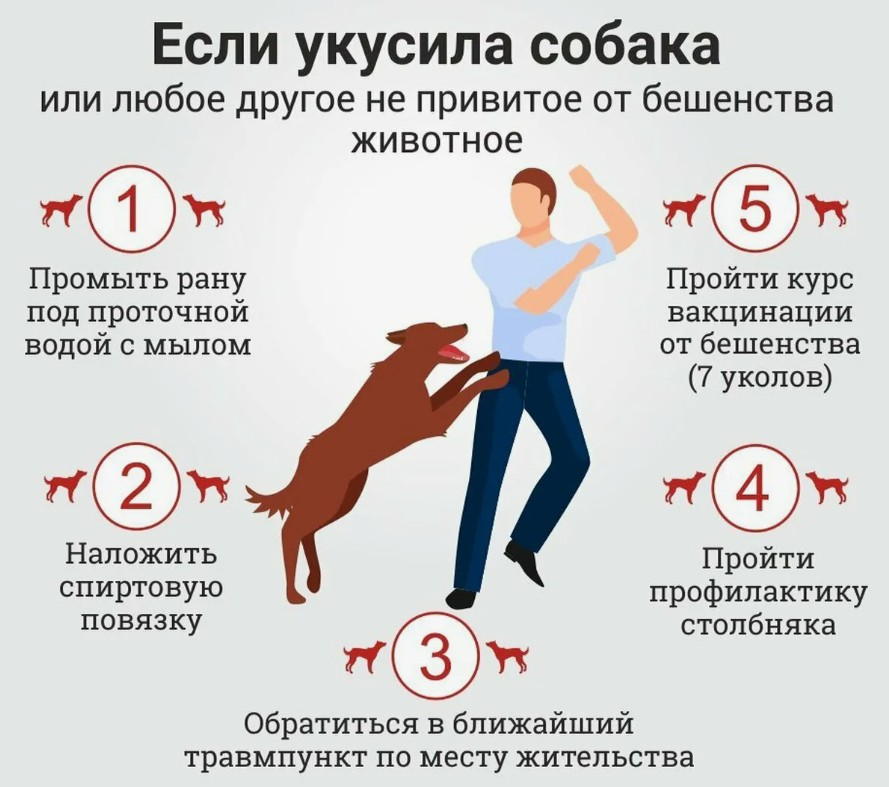 Если укусила собака
или любое другое не привитое от бешенства
животное
1
Промыть рану
под проточной
водой с мылом
2
Наложить
спиртовую
повязку
3
Обратиться в ближайший
травмпункт по месту жительства
4
Пройти
профилактику
столбняка
5
Пройти курс
вакцинации
от бешенства
(7 уколов)